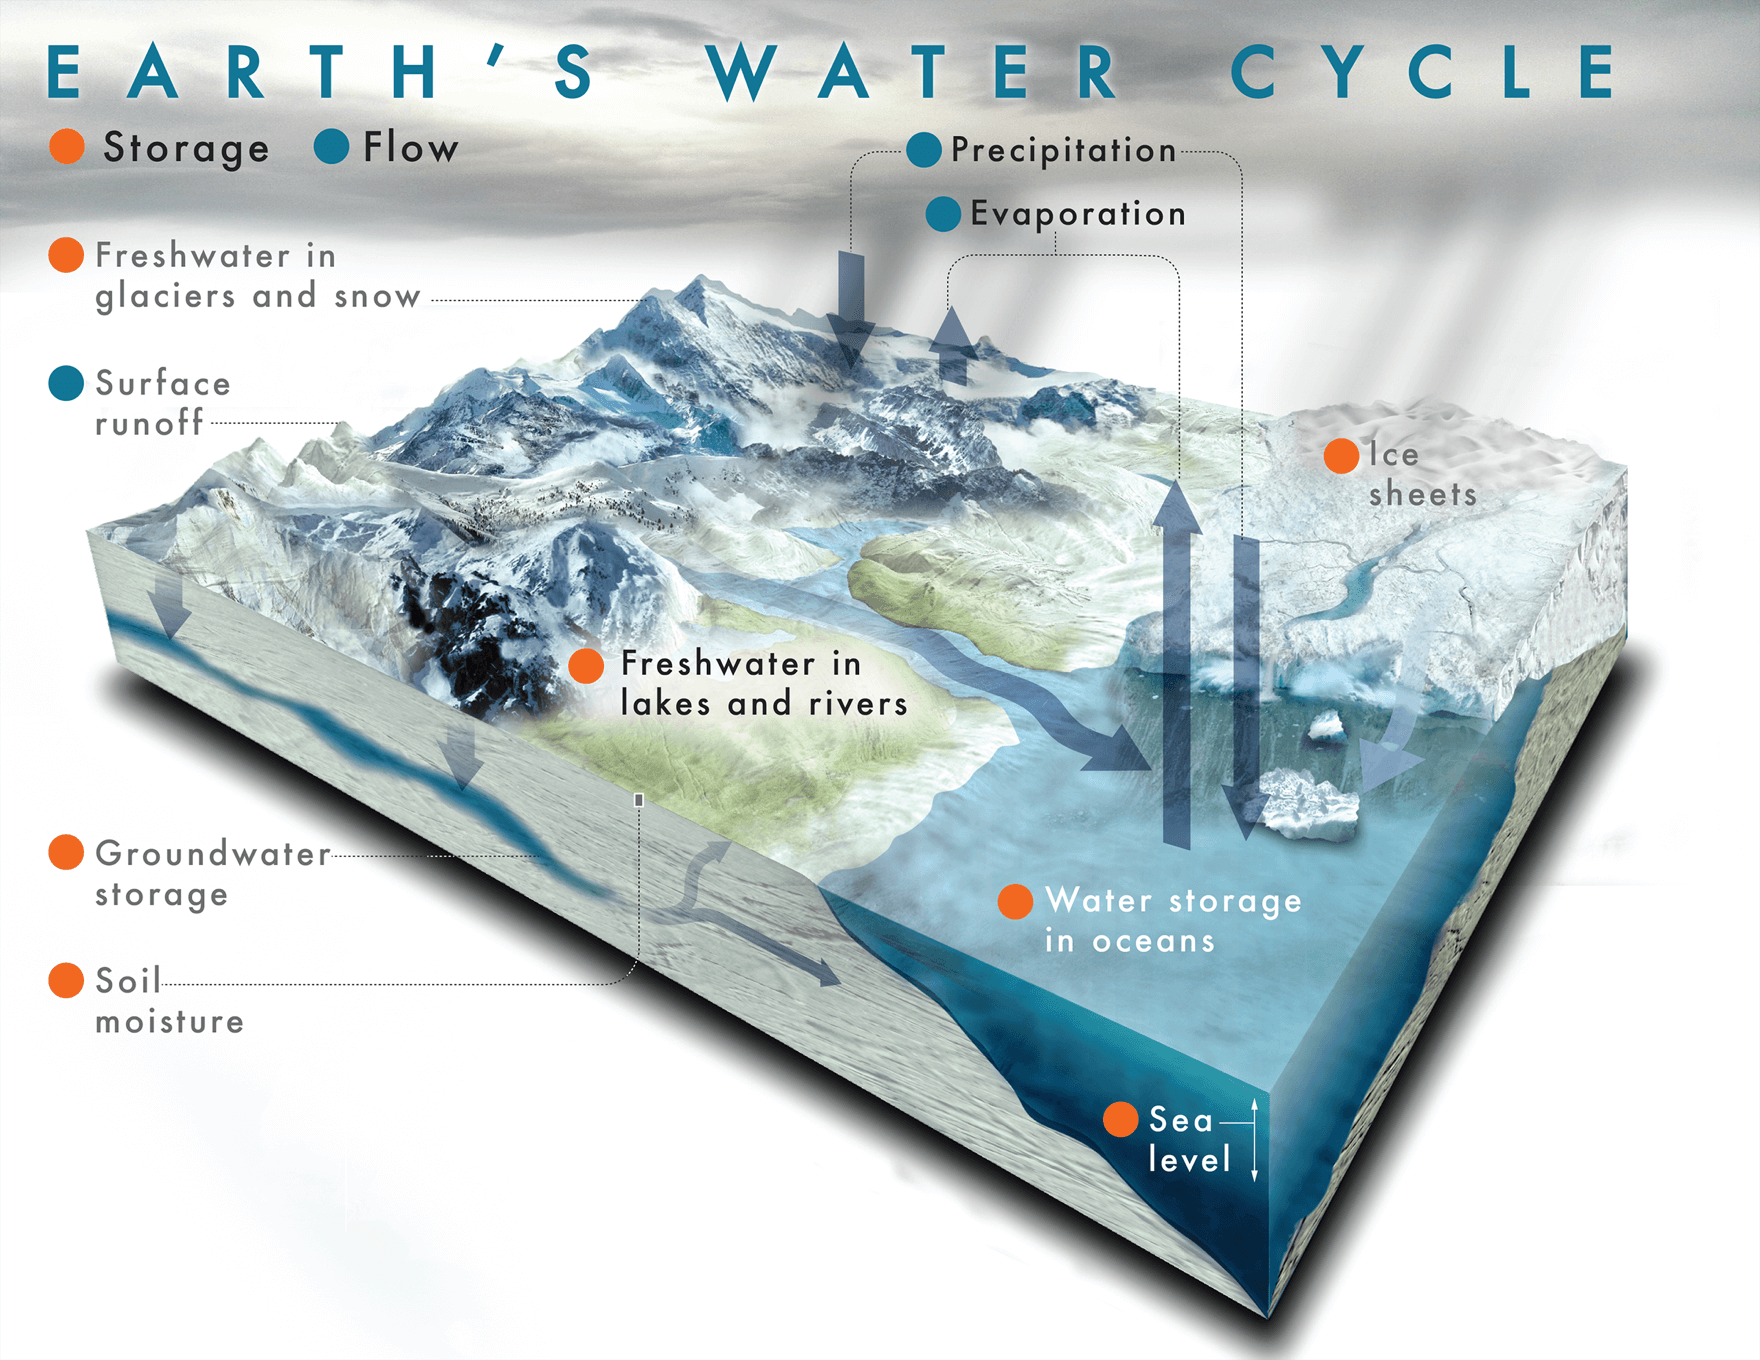 EARTH'S WATER CYCLE
Storage
Flow
Precipitation
Evaporation
Freshwater in
glaciers and snow
Surface
runoff
Ice
sheets
Freshwater in
lakes and rivers
Groundwater
storage
Water storage
in oceans
Soil
moisture
Sea
level